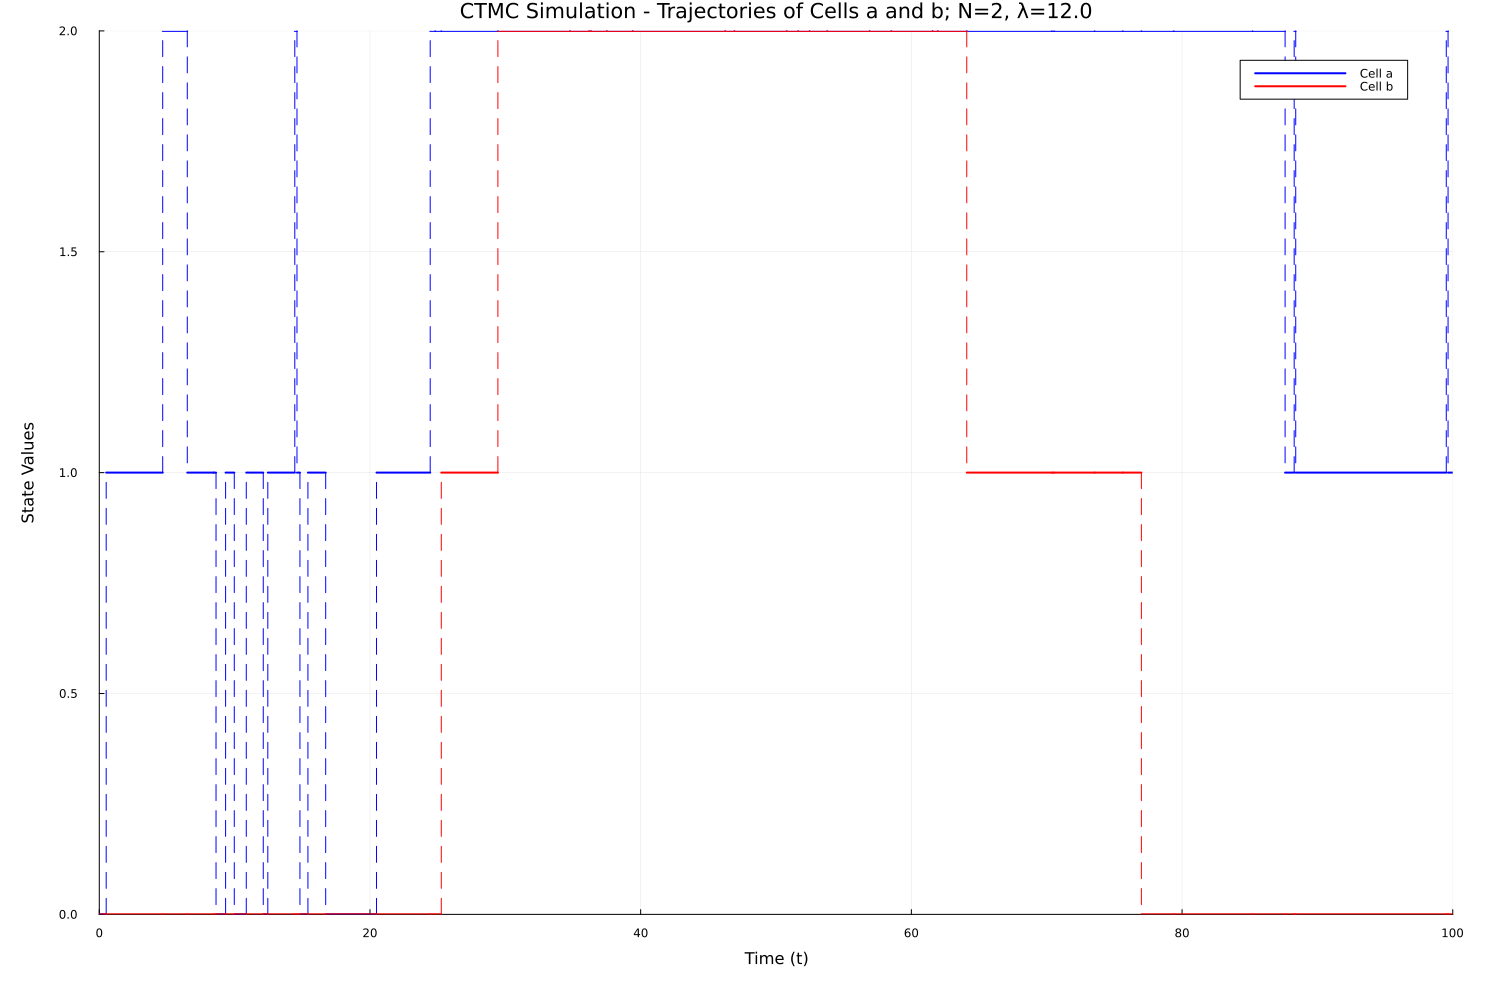 CTMC Simulation - Trajectories of Cells a and b; N=2, λ=12.0
2.0
Cell a
Cell b
1.5
1.0
State Values
0.5
0.0
0 20 40 60 80 100
Time (t)